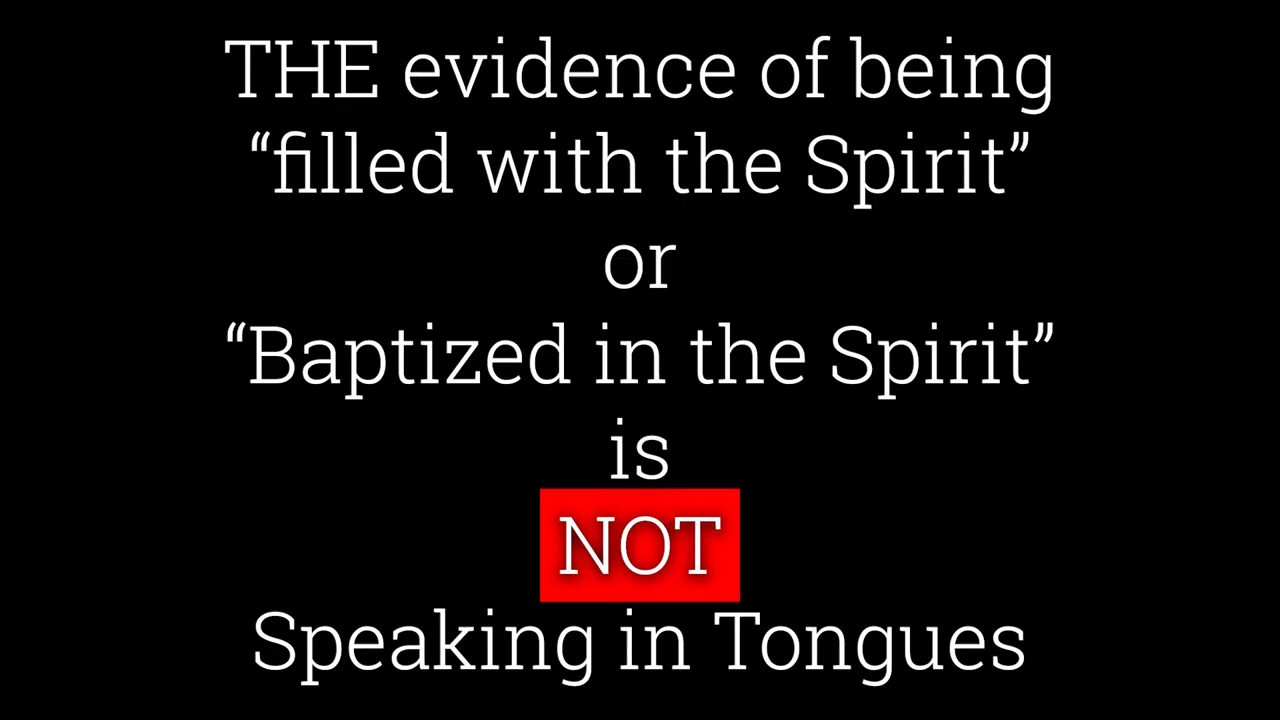 THE evidence of being
“filled with the Spirit”
or
“Baptized in the Spirit”
is
NOT
Speaking in Tongues